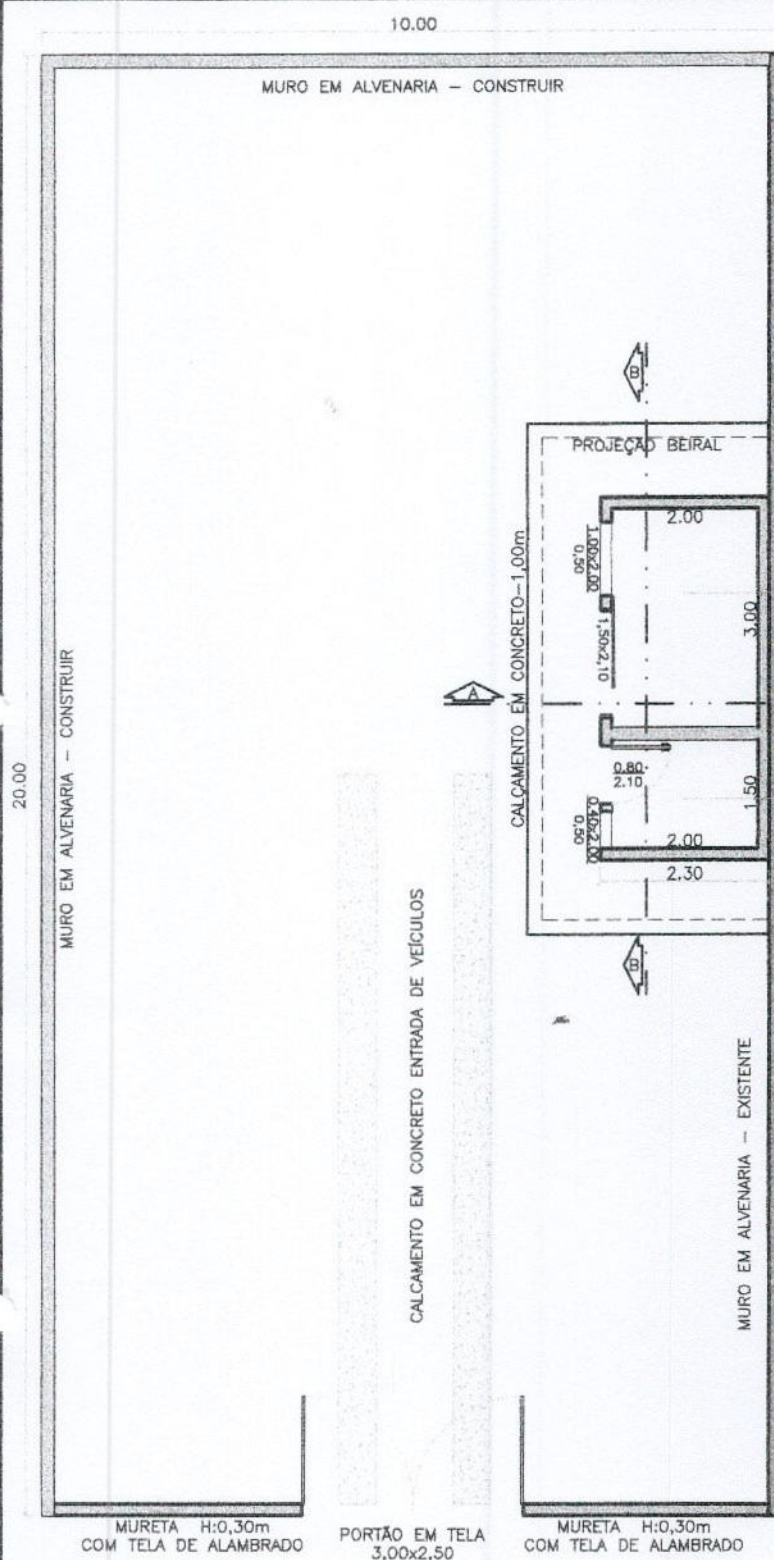 10.00
MURO EM ALVENARIA – CONSTRUIR
B
PROJEÇÃO BEIRAL
2.00
1.00x2.00
0,50
CALÇAMENTO EM CONCRETO-1,00m
3.00
1,50x2,10
MURO EM ALVENARIA – CONSTRUIR
A
20.00
0.80
2.10
1.50
0.40x2.00
0,50
2.00
2.30
CALCAMENTO EM CONCRETO ENTRADA DE VEÍCULOS
B
MURO EM ALVENARIA – EXISTENTE
MURETA H:0,30m
COM TELA DE ALAMBRADO
PORTÃO EM TELA
3.00x2.50
MURETA H:0,30m
COM TELA DE ALAMBRADO